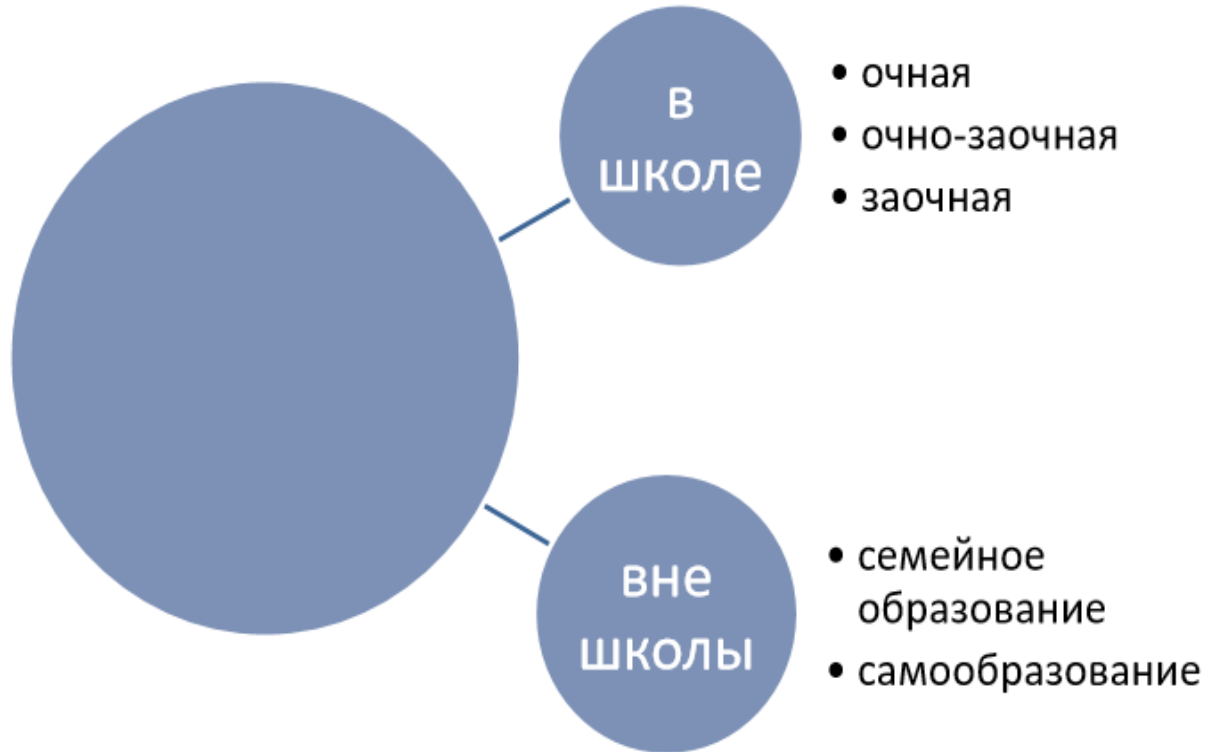 в
школе
• очная
• очно-заочная
• заочная
вне
школы
• семейное
образование
• самообразование